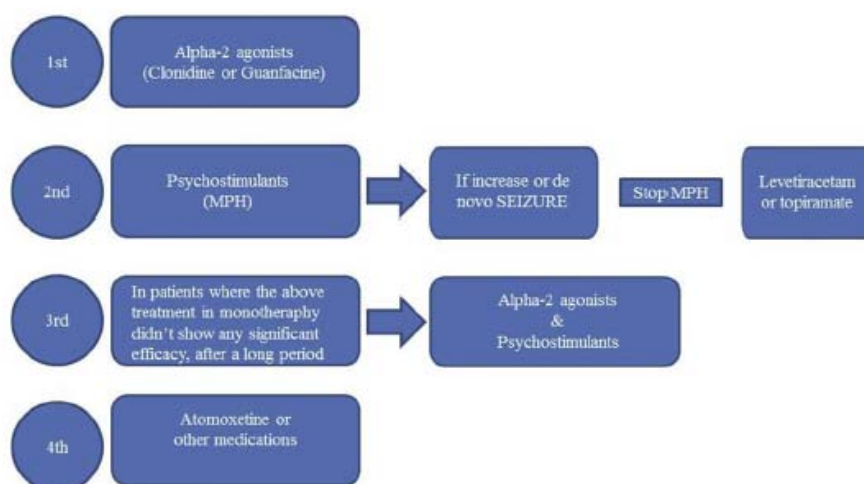 1st
Alpha-2 agonists
(Clonidine or Guanfacine)
2nd
Psychostimulants
(MPH)
If increase or de
novo SEIZURE
Stop MPH
Levetiracetam
or topiramate
3rd
In patients where the above
treatment in monotheraphy
didn't show any significant
efficacy, after a long period
Alpha-2 agonists
&
Psychostimulants
4th
Atomoxetine or
other medications